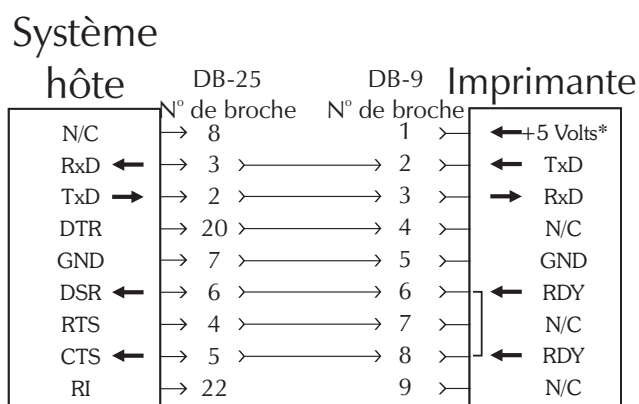 Système
hôte DB-25 DB-9 Imprimante
N° de broche N° de broche
N/C 8 1 +5 Volts*
RxD 3 2 TxD
TxD 2 3 RxD
DTR 20 4 N/C
GND 7 5 GND
DSR 6 6 RDY
RTS 4 7 N/C
CTS 5 8 RDY
RI 22 9 N/C